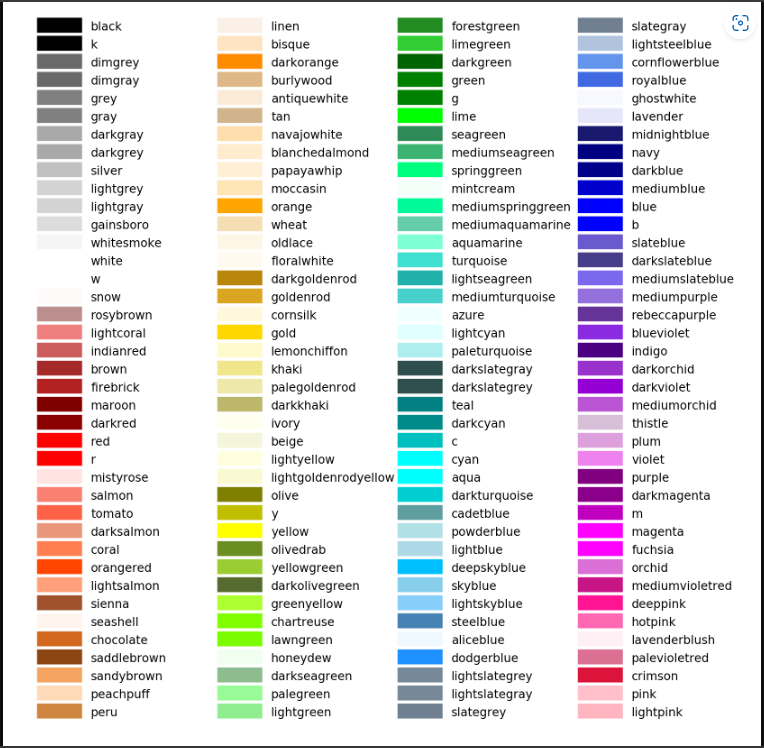 black
k
dimgrey
dimgray
grey
gray
darkgray
darkgrey
silver
lightgrey
lightgray
gainsboro
whitesmoke
white
w
snow
rosybrown
lightcoral
indianred
brown
firebrick
maroon
darkred
red
r
mistyrose
salmon
tomato
darksalmon
coral
orangered
lightsalmon
sienna
seashell
chocolate
saddlebrown
sandybrown
peachpuff
peru
linen
bisque
darkorange
burlywood
antiquewhite
tan
navajowhite
blanchedalmond
papayawhip
moccasin
orange
wheat
oldlace
floralwhite
darkgoldenrod
goldenrod
cornsilk
gold
lemonchiffon
khaki
palegoldenrod
darkkhaki
ivory
beige
lightyellow
lightgoldenrodyellow
olive
y
yellow
olivedrab
yellowgreen
darkolivegreen
greenyellow
chartreuse
lawngreen
honeydew
darkseagreen
palegreen
lightgreen
forestgreen
limegreen
darkgreen
green
g
lime
seagreen
mediumseagreen
springgreen
mintcream
mediumspringgreen
mediumaquamarine
aquamarine
turquoise
lightseagreen
mediumturquoise
azure
lightcyan
paleturquoise
darkslategray
darkslategrey
teal
darkcyan
c
cyan
aqua
darkturquoise
cadetblue
powderblue
lightblue
deepskyblue
skyblue
lightskyblue
steelblue
aliceblue
dodgerblue
lightslategrey
lightslategray
slategrey
slategray
lightsteelblue
cornflowerblue
royalblue
ghostwhite
lavender
midnightblue
navy
darkblue
mediumblue
blue
b
slateblue
darkslateblue
mediumslateblue
mediumpurple
rebeccapurple
blueviolet
indigo
darkorchid
darkviolet
mediumorchid
thistle
plum
violet
purple
darkmagenta
m
magenta
fuchsia
orchid
mediumvioletred
deeppink
hotpink
lavenderblush
palevioletred
crimson
pink
lightpink